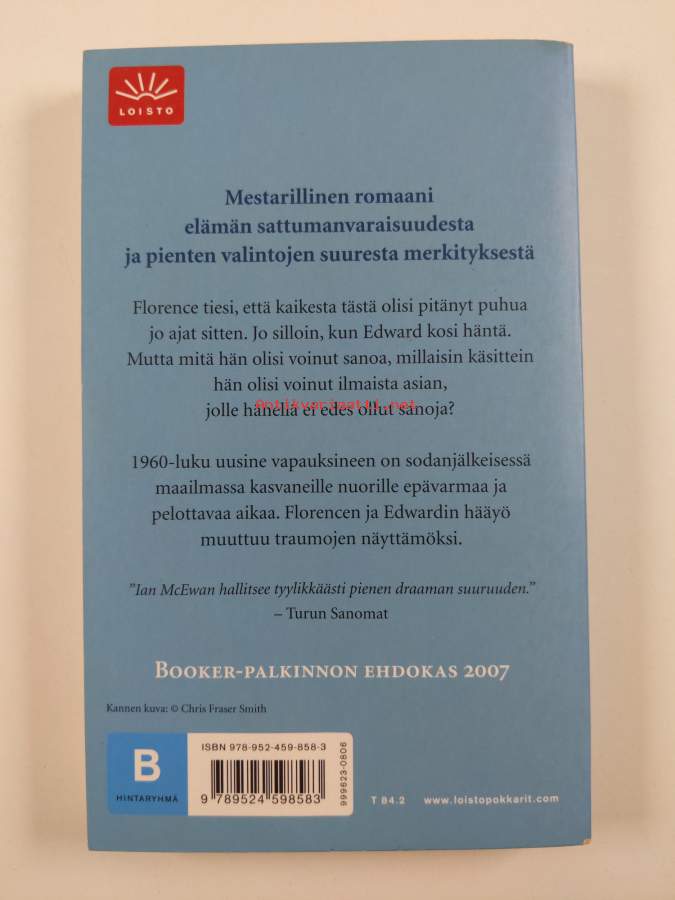 LOISTO
Mestarillinen romaani
elämän sattumanvaraisuudesta
ja pienten valintojen suuresta merkityksestä
Florence tiesi, että kaikesta tästä olisi pitänyt puhua
jo ajat sitten. Jo silloin, kun Edward kosi häntä.
Mutta mitä hän olisi voinut sanoa, millaisin käsittein
hän olisi voinut ilmaista asian,
jolle hänellä ei edes ollut sanoja?
Antikvariaatti.net
1960-luku uusine vapauksineen on sodanjälkeisessä
maailmassa kasvaneille nuorille epävarmaa ja
pelottavaa aikaa. Florencen ja Edwardin hääyö
muuttuu traumojen näyttämöksi.
”Ian McEwan hallitsee tyylikkäästi pienen draaman suuruuden.”
– Turun Sanomat
BOOKER-PALKINNON EHDOKAS 2007
Kannen kuva: © Chris Fraser Smith
B
HINTARYHMÄ
ISBN 978-952-459-858-3
9 789524 598583
999623-0806
T 84.2 www.loistopokkarit.com